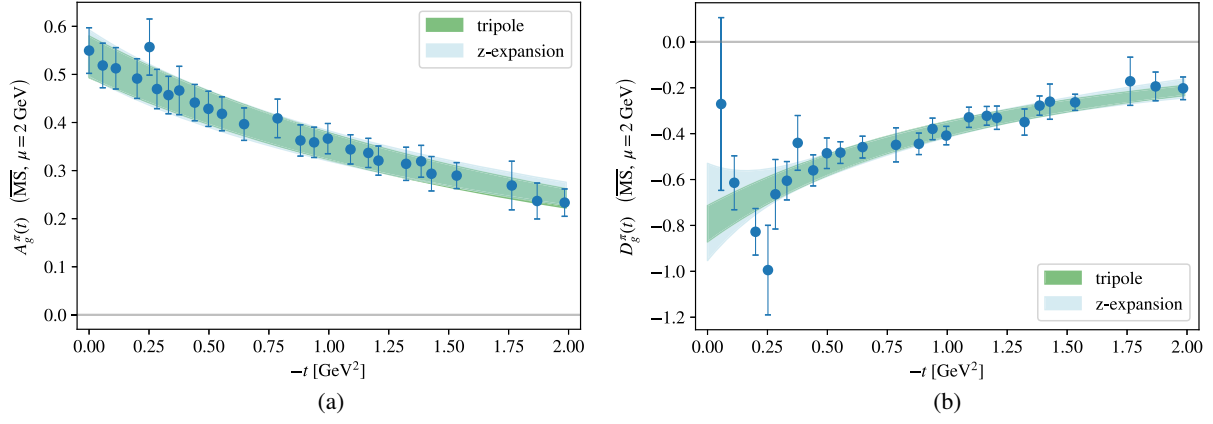 0.6
0.5
0.4
0.3
0.2
0.1
0.0
A_g^π(t) (MS̅, μ = 2 GeV)
tripole
z-expansion
0.00 0.25 0.50 0.75 1.00 1.25 1.50 1.75 2.00
−t [GeV²]
(a)
0.0
−0.2
−0.4
−0.6
−0.8
−1.0
−1.2
D_g^π(t) (MS̅, μ = 2 GeV)
tripole
z-expansion
0.00 0.25 0.50 0.75 1.00 1.25 1.50 1.75 2.00
−t [GeV²]
(b)